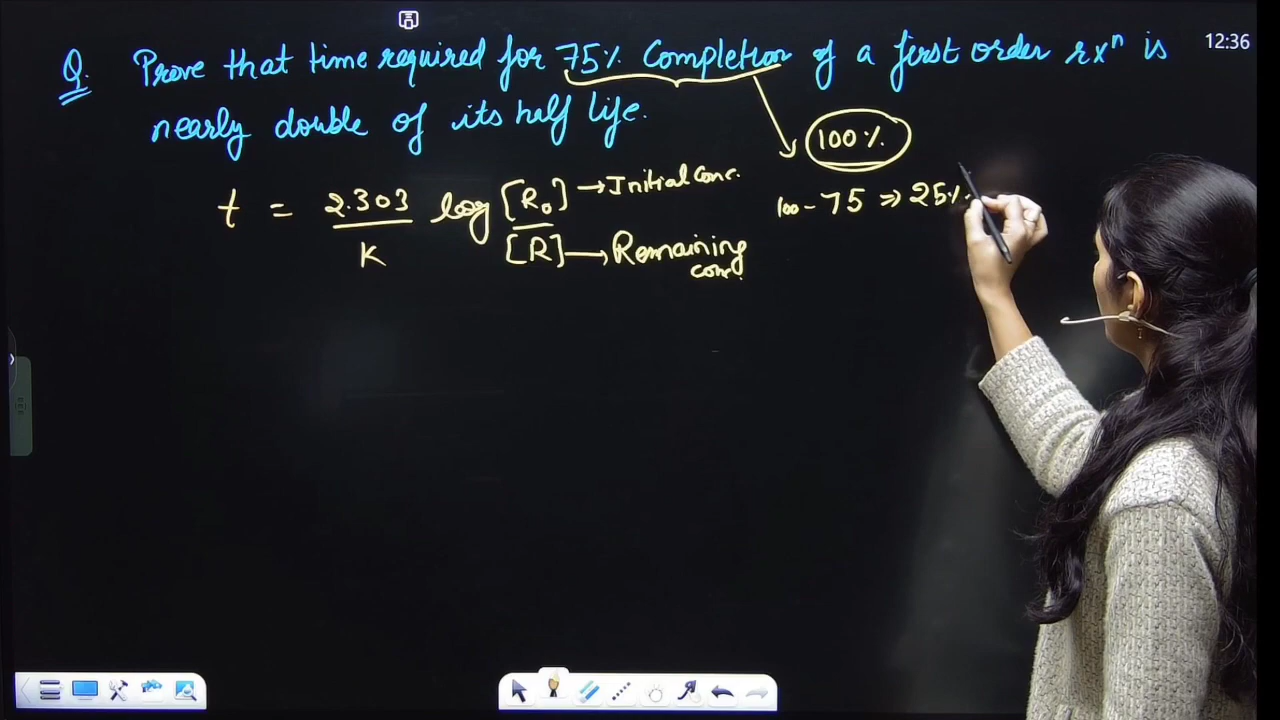 12:36
Q. Prove that time required for 75% Completion of a first order rxⁿ is
nearly double of its half life.
100%
100 - 75 ⇒ 25%
t = 2.303 / K log [R₀] / [R]
→ Initial Conc.
→ Remaining
conc.